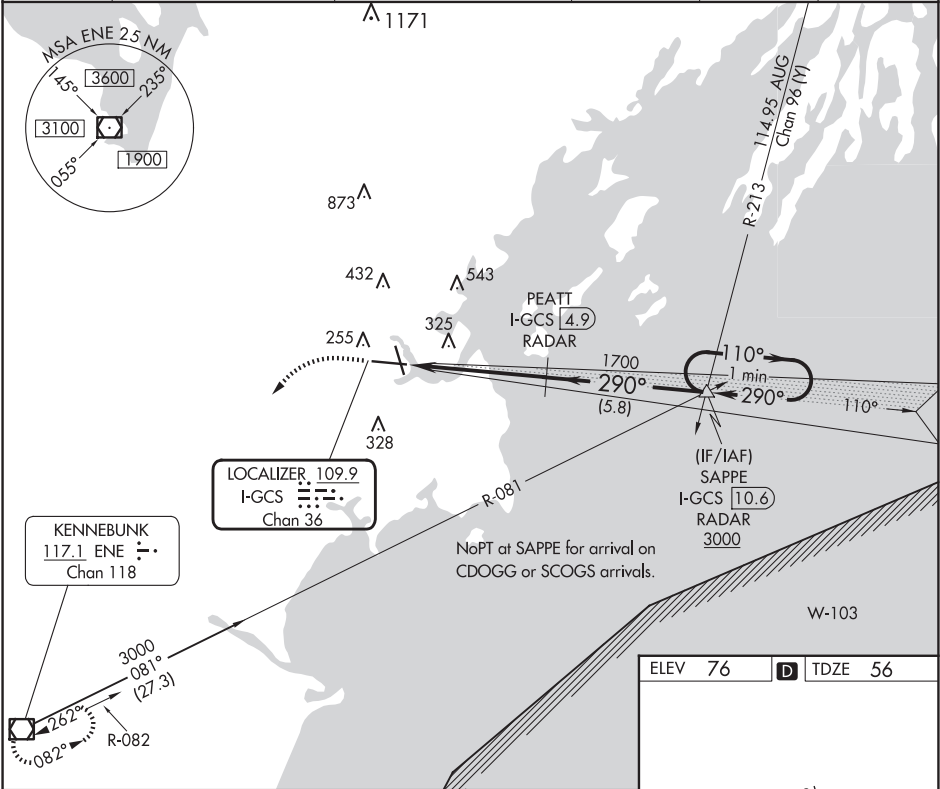 1171
MSA ENE 25 NM
145°
3600
235°
3100
055°
1900
114.95 AUG
Chan 96 (Y)
R-213
873
432
543
PEATT
I-GCS 4.9
RADAR
255
325
1700
110°
1 min
290°
290°
(5.8)
110°
328
(IF/IAF)
SAPPE
I-GCS 10.6
RADAR
3000
LOCALIZER 109.9
I-GCS
Chan 36
R-081
KENNEBUNK
117.1 ENE
Chan 118
NoPT at SAPPE for arrival on
CDOGG or SCOGS arrivals.
W-103
3000
081°
(27.3)
262°
082°
R-082
ELEV 76 D TDZE 56